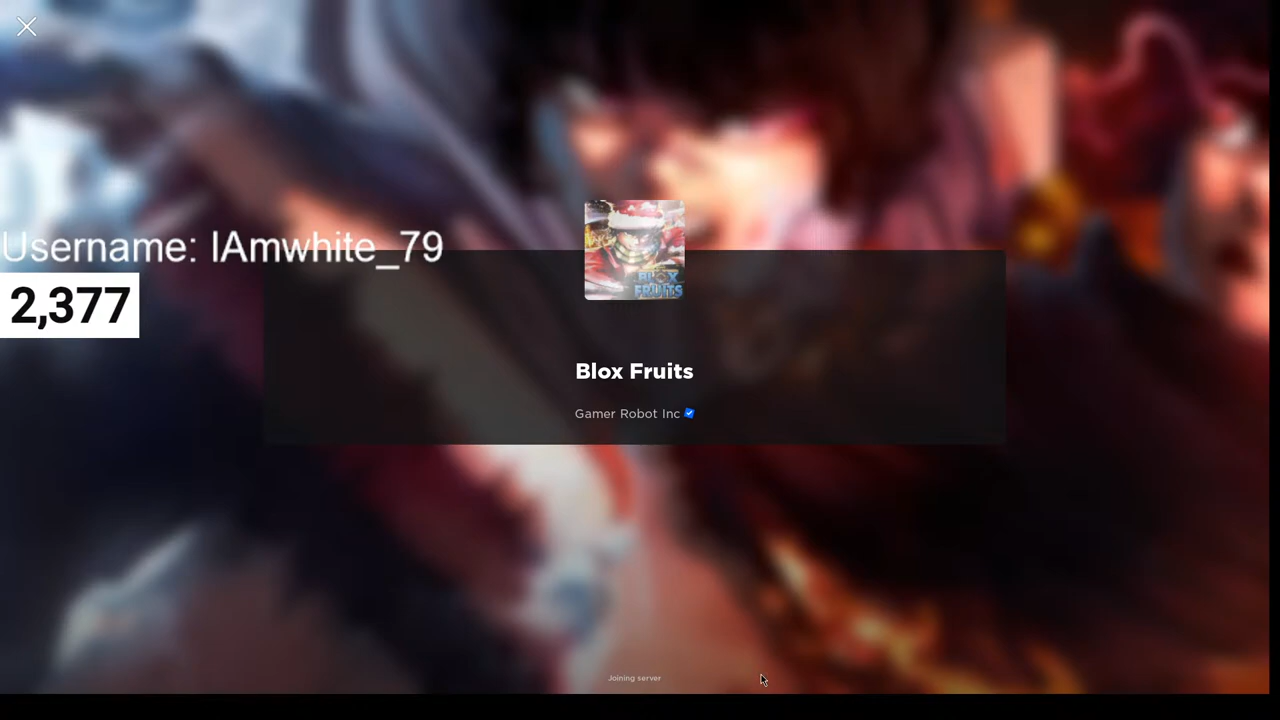 Username: IAmwhite_79
2,377
BLOX
FRUITS
Blox Fruits
Gamer Robot Inc
Joining server